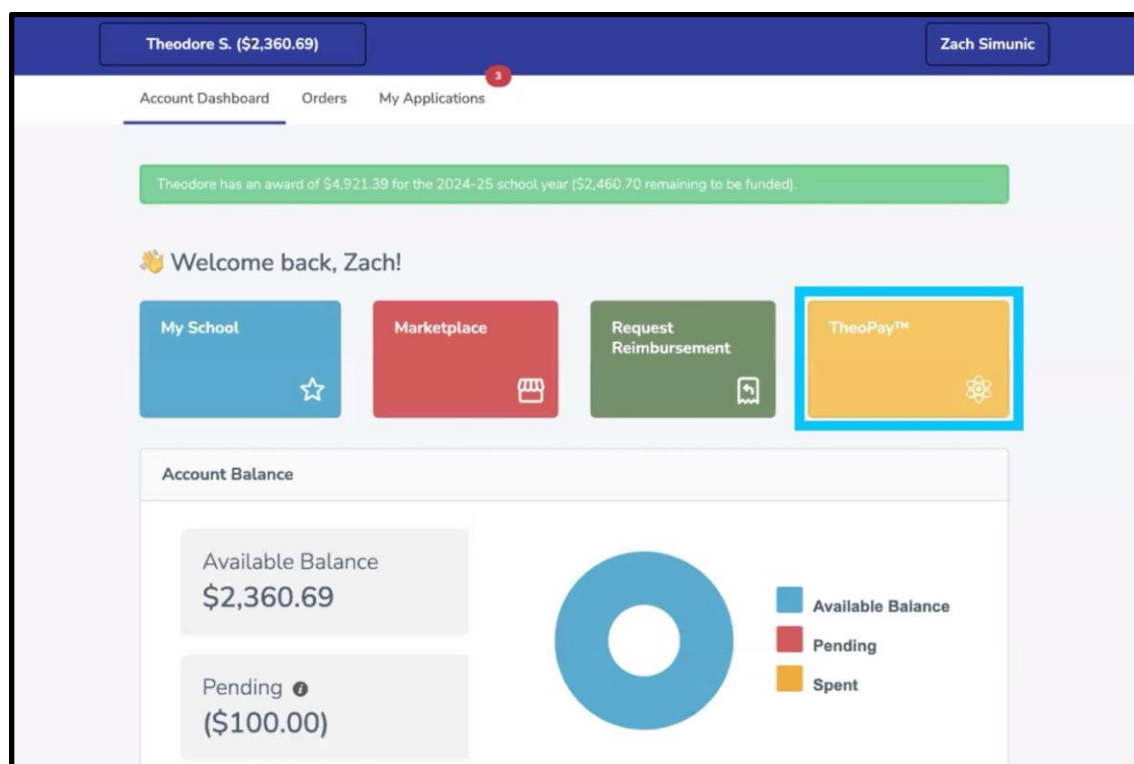 Theodore S. ($2,360.69)
Zach Simunic
3
Account Dashboard
Orders
My Applications
Theodore has an award of $4,921.39 for the 2024-25 school year ($2,460.70 remaining to be funded).
👋 Welcome back, Zach!
My School
Marketplace
Request
Reimbursement
TheoPay™
Account Balance
Available Balance
$2,360.69
Pending
($100.00)
Available Balance
Pending
Spent